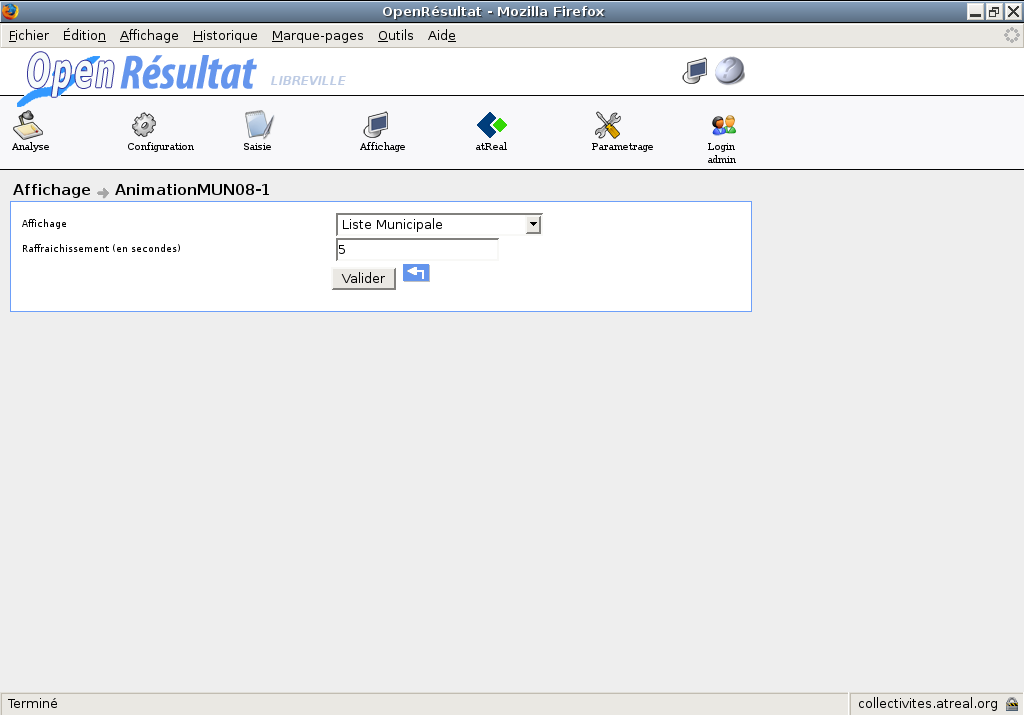 OpenRésultat - Mozilla Firefox
Fichier Édition Affichage Historique Marque-pages Outils Aide
Open Résultat LIBREVILLE
Analyse Configuration Saisie Affichage atReal Parametrage Login
admin
Affichage AnimationMUN08-1
Affichage Liste Municipale
Raffraichissement (en secondes) 5
Valider
Terminé collectivites.atreal.org